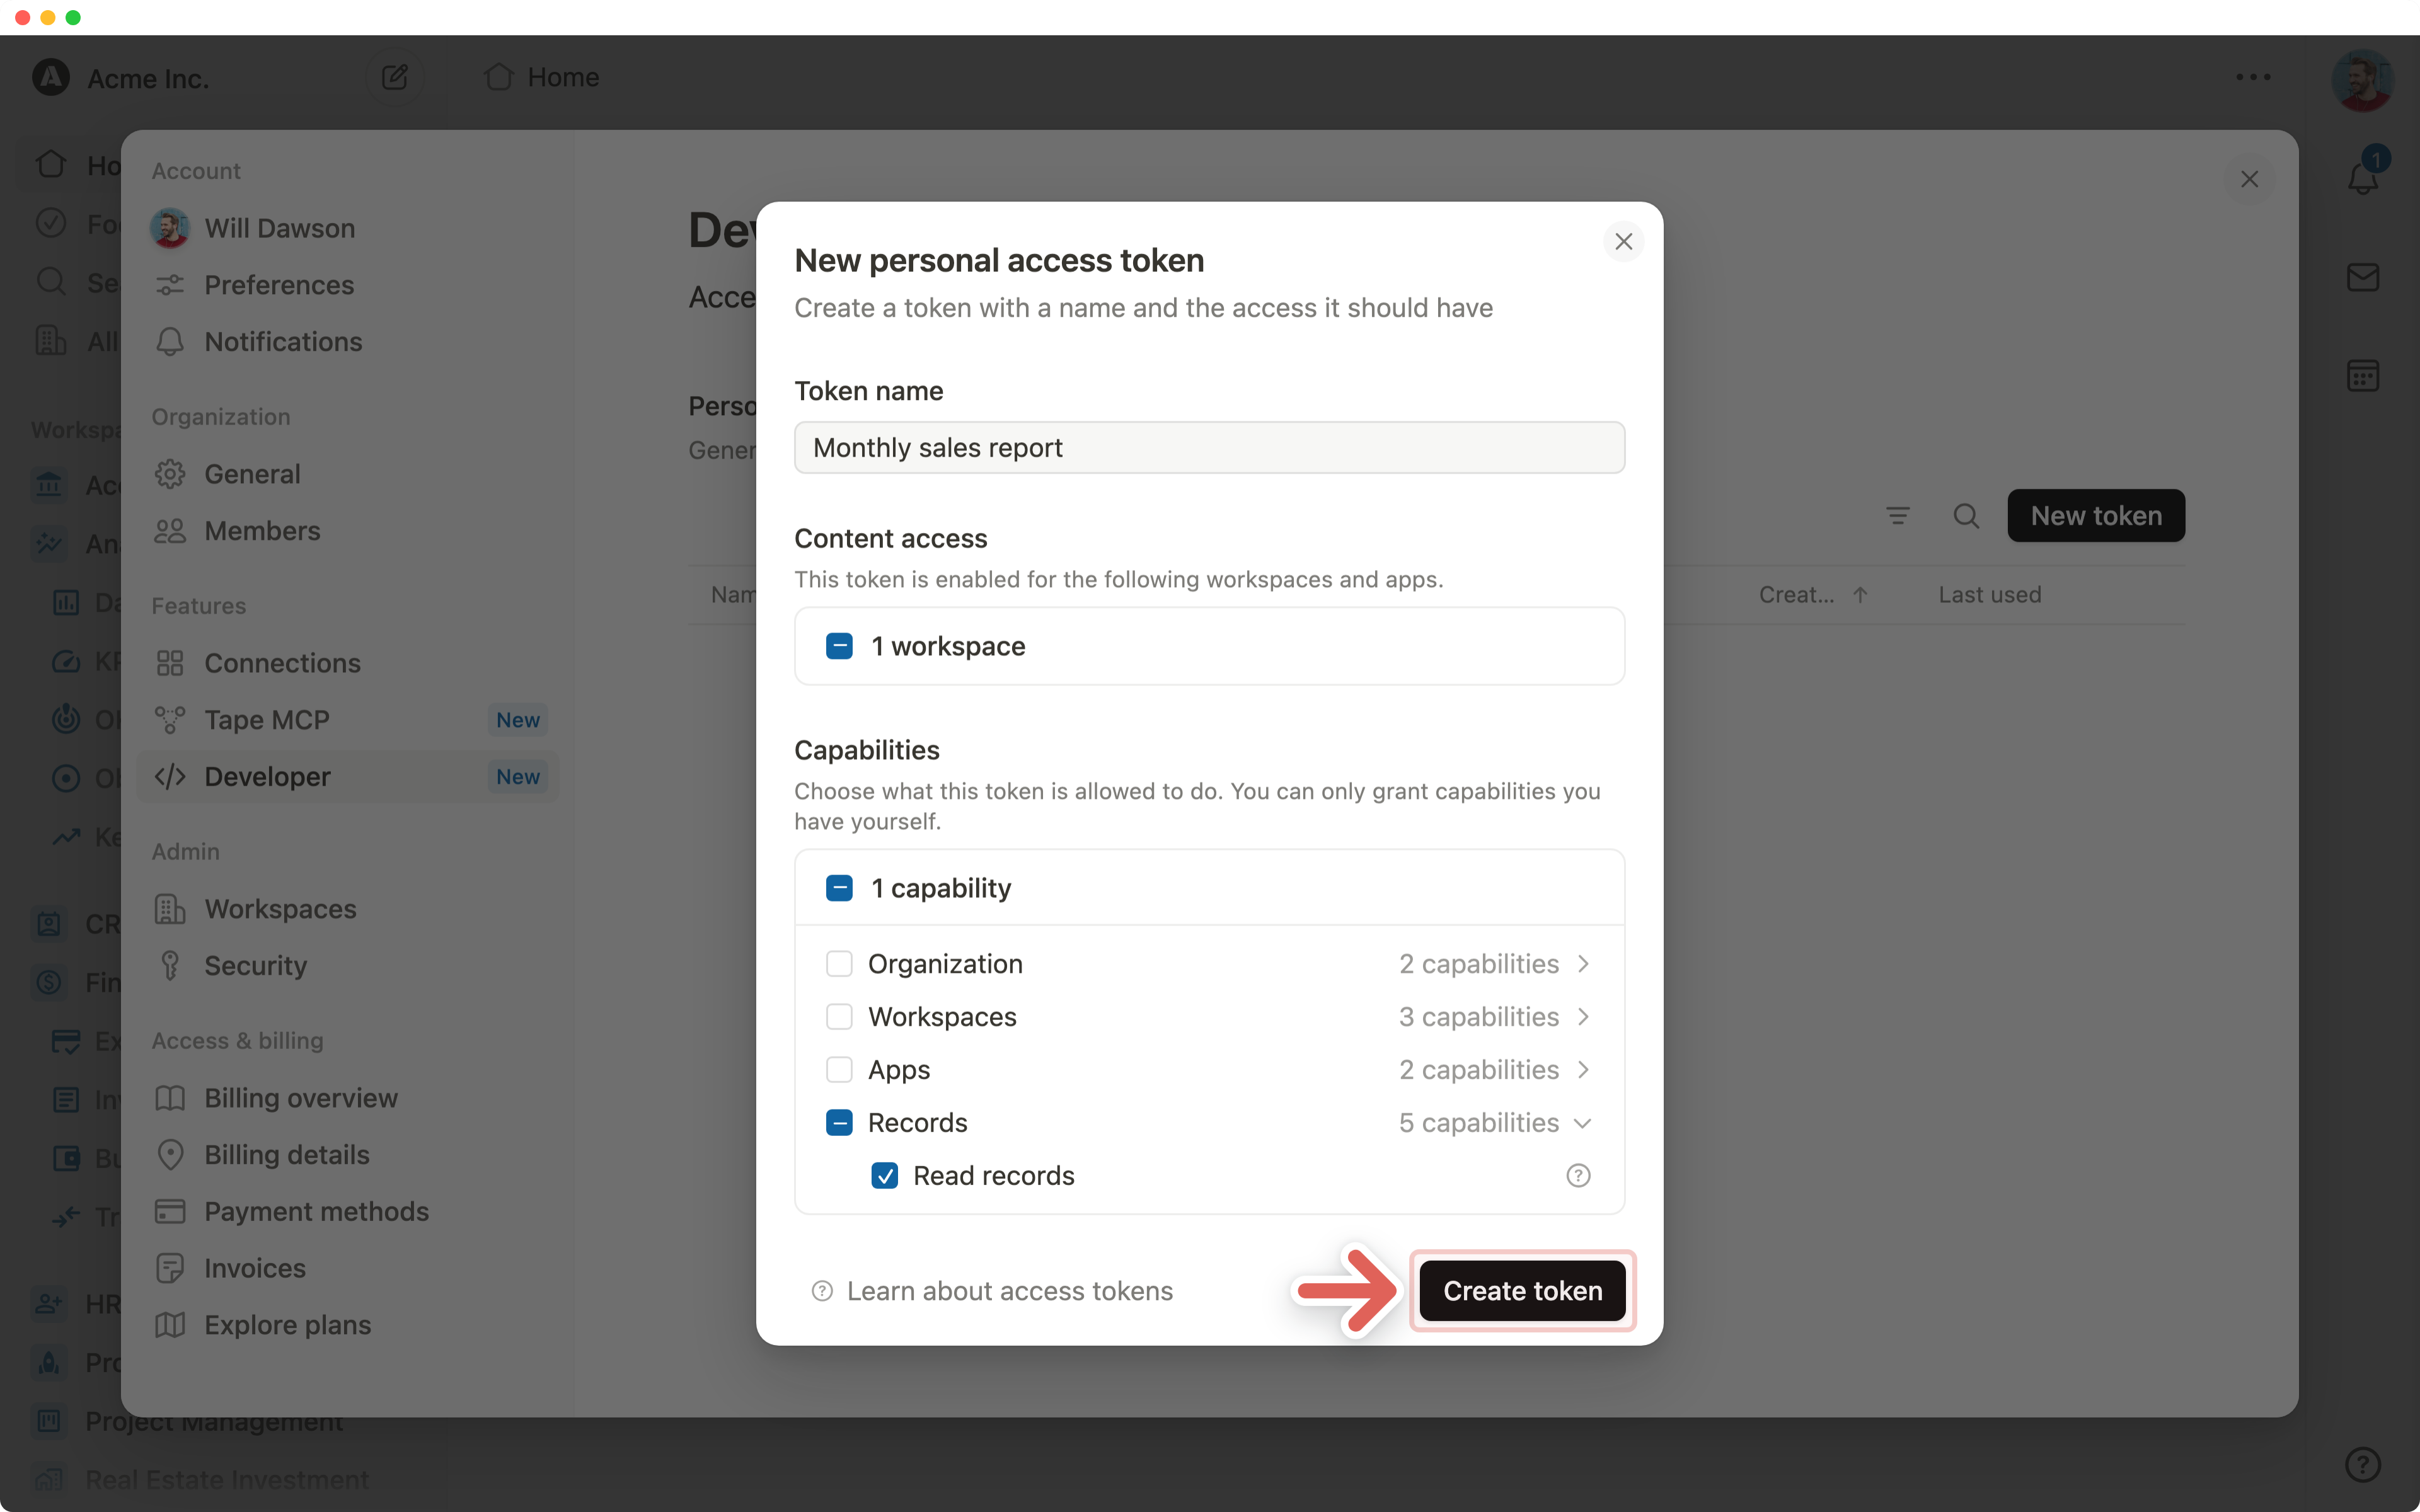 Acme Inc.
Home
1
Account
Will Dawson
Preferences
Notifications
Organization
General
Members
Features
Connections
Tape MCP
New
Developer
New
Admin
Workspaces
Security
Access & billing
Billing overview
Billing details
Payment methods
Invoices
Explore plans
Project Management
Real Estate Investment
New token
Creat...
Last used
New personal access token
Create a token with a name and the access it should have
Token name
Monthly sales report
Content access
This token is enabled for the following workspaces and apps.
1 workspace
Capabilities
Choose what this token is allowed to do. You can only grant capabilities you
have yourself.
1 capability
Organization
2 capabilities
Workspaces
3 capabilities
Apps
2 capabilities
Records
5 capabilities
Read records
Learn about access tokens
Create token